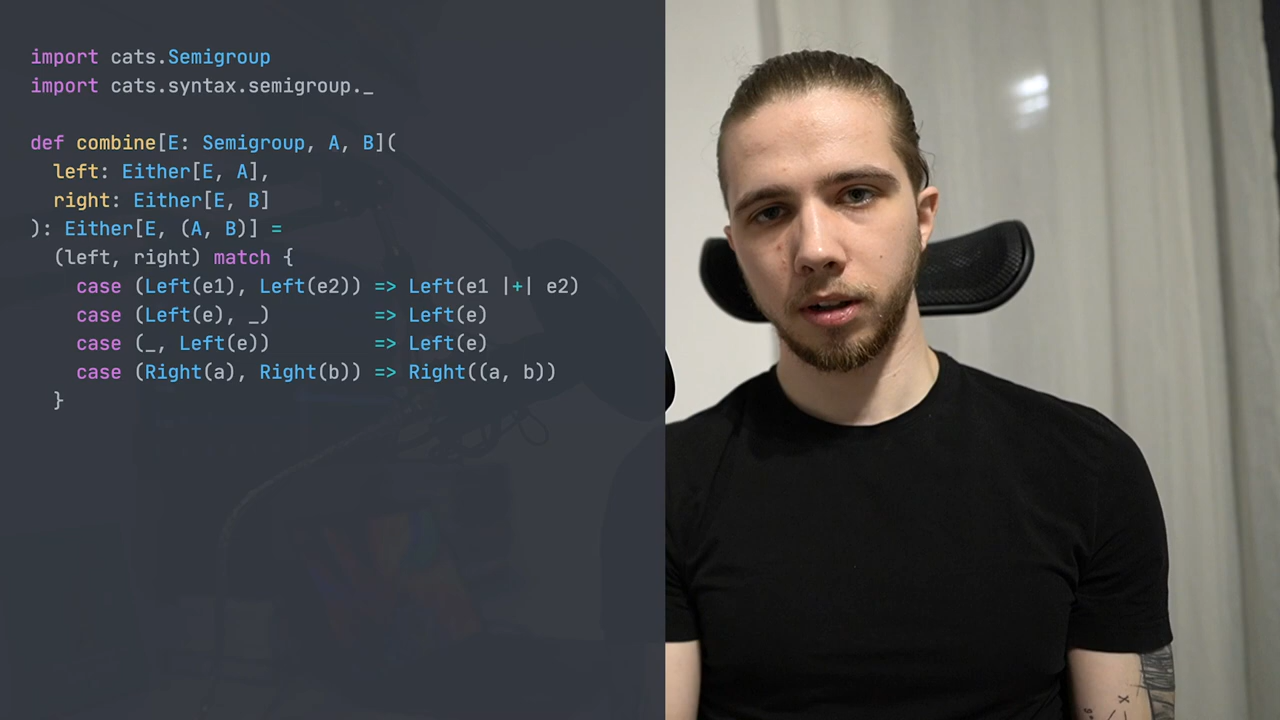 import cats.Semigroup
import cats.syntax.semigroup._
def combine[E: Semigroup, A, B](
left: Either[E, A],
right: Either[E, B]
): Either[E, (A, B)] =
(left, right) match {
case (Left(e1), Left(e2)) => Left(e1 |+| e2)
case (Left(e), _) => Left(e)
case (_, Left(e)) => Left(e)
case (Right(a), Right(b)) => Right((a, b))
}